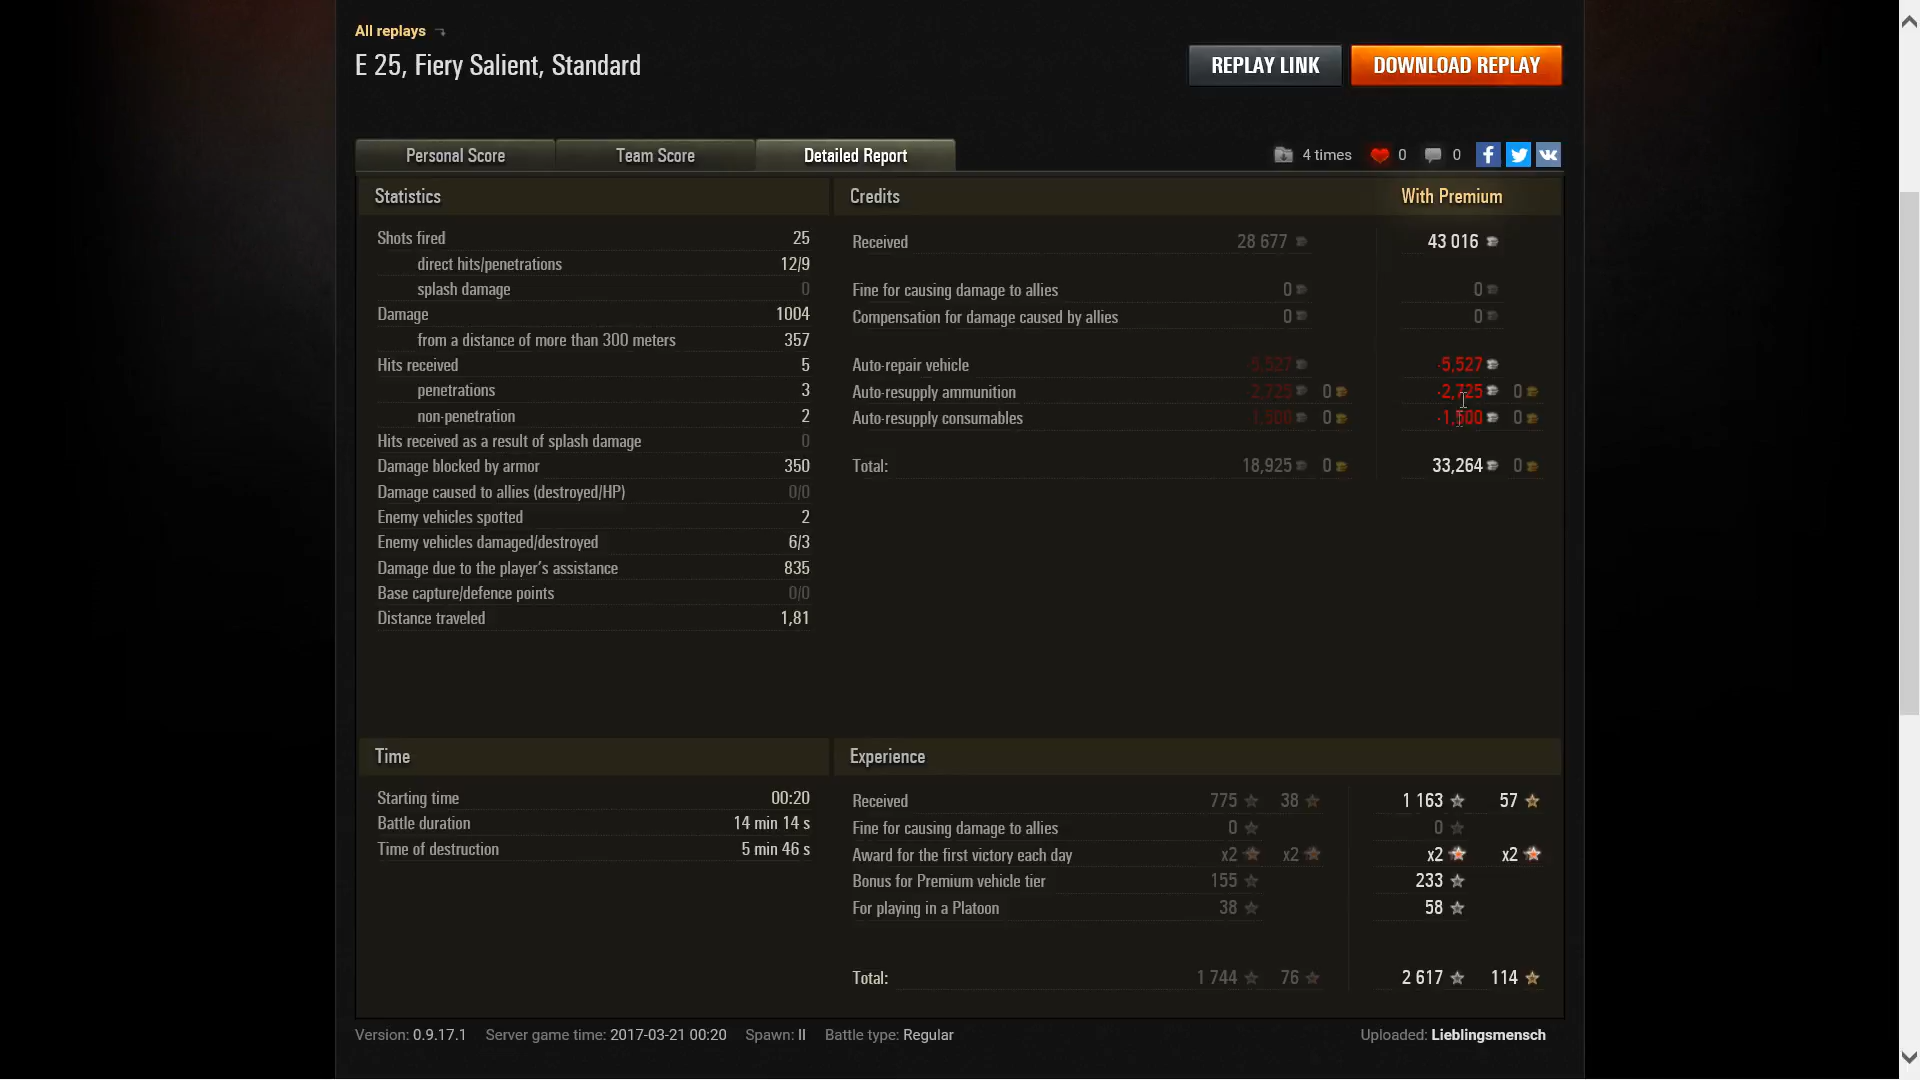 All replays
E 25, Fiery Salient, Standard
REPLAY LINK
DOWNLOAD REPLAY
Personal Score
Team Score
Detailed Report
4 times 0 0
Statistics
Shots fired 25
direct hits/penetrations 12/9
splash damage 0
Damage 1004
from a distance of more than 300 meters 357
Hits received 5
penetrations 3
non-penetration 2
Hits received as a result of splash damage 0
Damage blocked by armor 350
Damage caused to allies (destroyed/HP) 0/0
Enemy vehicles spotted 2
Enemy vehicles damaged/destroyed 6/3
Damage due to the player's assistance 835
Base capture/defence points 0/0
Distance traveled 1,81
Credits With Premium
Received 28 677 43 016
Fine for causing damage to allies 0 0
Compensation for damage caused by allies 0 0
Auto-repair vehicle -5,527 -5,527
Auto-resupply ammunition -2,725 0 -2,725 0
Auto-resupply consumables -1,500 0 -1,500 0
Total: 18,925 0 33,264 0
Time
Starting time 00:20
Battle duration 14 min 14 s
Time of destruction 5 min 46 s
Experience
Received 775 38 1 163 57
Fine for causing damage to allies 0 0
Award for the first victory each day x2 x2 x2 x2
Bonus for Premium vehicle tier 155 233
For playing in a Platoon 38 58
Total: 1 744 76 2 617 114
Version: 0.9.17.1 Server game time: 2017-03-21 00:20 Spawn: II Battle type: Regular Uploaded: Lieblingsmensch